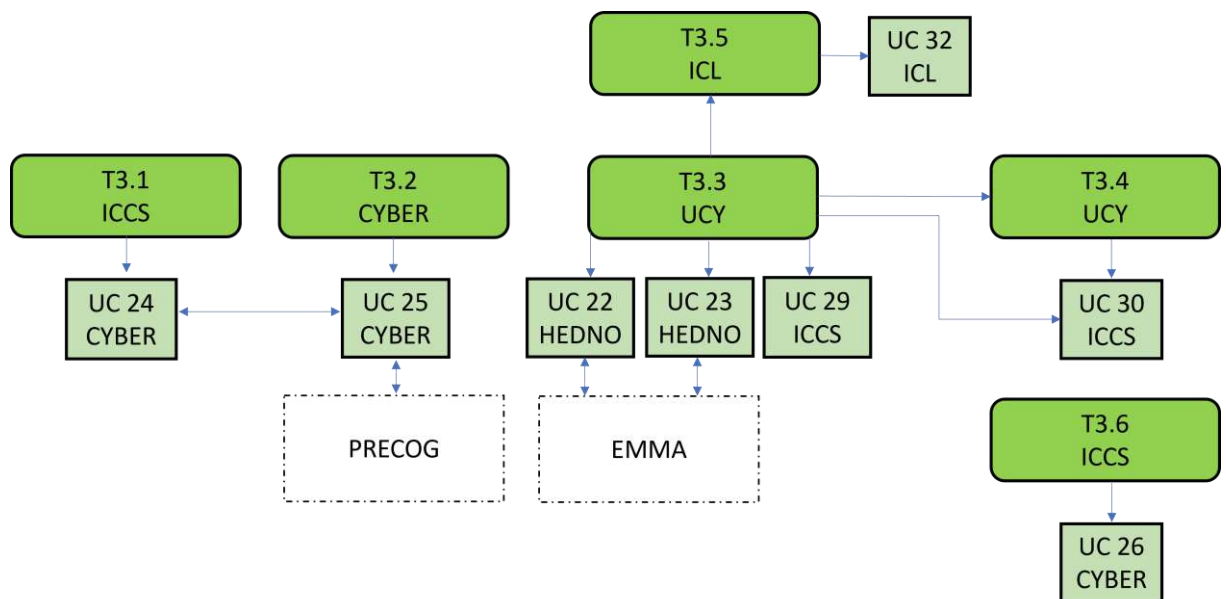 T3.5
ICL
UC 32
ICL
T3.1
ICCS
T3.2
CYBER
T3.3
UCY
T3.4
UCY
UC 24
CYBER
UC 25
CYBER
UC 22
HEDNO
UC 23
HEDNO
UC 29
ICCS
UC 30
ICCS
PRECOG
EMMA
T3.6
ICCS
UC 26
CYBER